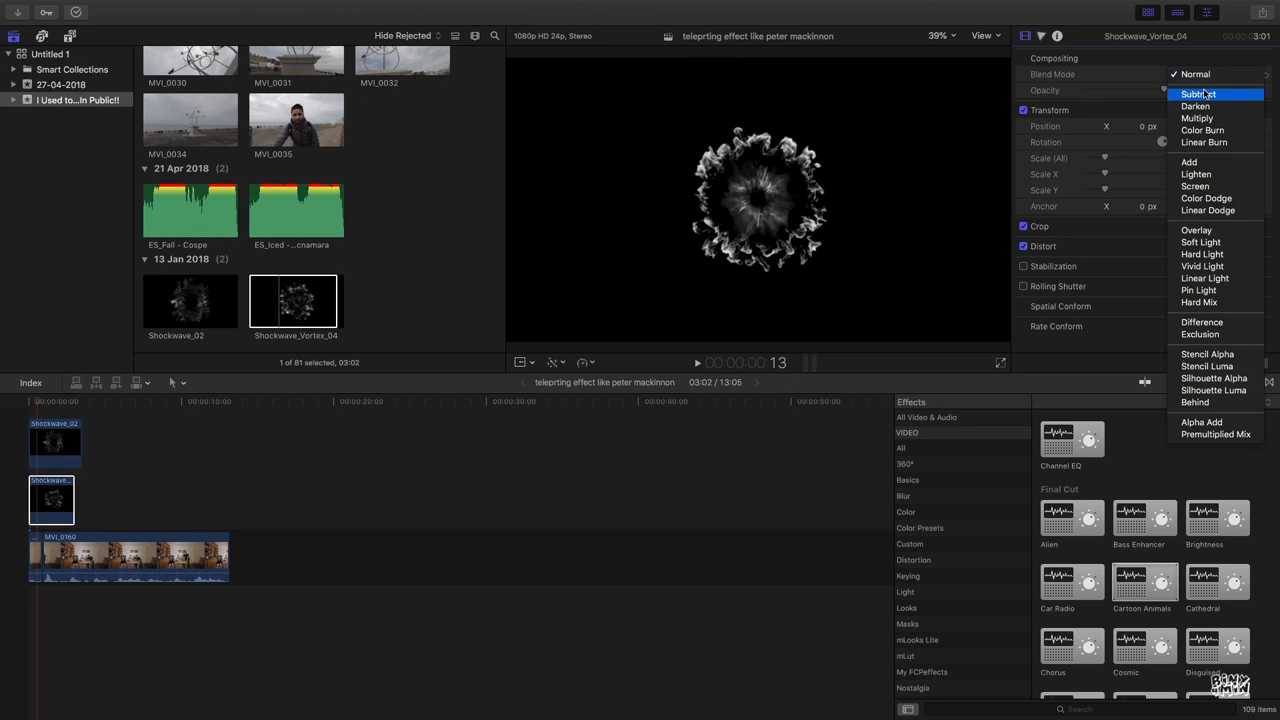 Hide Rejected
1080p HD 24p, Stereo
teleprting effect like peter mackinnon
39%
View
Shockwave_Vortex_04
3:01
Untitled 1
Smart Collections
27-04-2018
I Used to...In Public!!
MVI_0030
MVI_0031
MVI_0032
MVI_0034
MVI_0035
21 Apr 2018 (2)
ES_Fall - Cospe
ES_Iced -...cnamara
13 Jan 2018 (2)
Shockwave_02
Shockwave_Vortex_04
1 of 81 selected, 03:02
00:00:00:00:13
Compositing
Blend Mode
Opacity
Transform
Position X 0 px
Rotation
Scale (All)
Scale X
Scale Y
Anchor X 0 px
Crop
Distort
Stabilization
Rolling Shutter
Spatial Conform
Rate Conform
✓ Normal
Subtract
Darken
Multiply
Color Burn
Linear Burn
Add
Lighten
Screen
Color Dodge
Linear Dodge
Overlay
Soft Light
Hard Light
Vivid Light
Linear Light
Pin Light
Hard Mix
Difference
Exclusion
Stencil Alpha
Stencil Luma
Silhouette Alpha
Silhouette Luma
Behind
Alpha Add
Premultiplied Mix
Index
teleprting effect like peter mackinnon
03:02 / 13:05
00:00:00:00
00:00:10:00
00:00:20:00
00:00:30:00
00:00:40:00
00:00:50:00
Shockwave_02
Shockwave...
MVI_0160
Effects
All Video & Audio
VIDEO
All
360°
Basics
Blur
Color
Color Presets
Custom
Distortion
Keying
Light
Looks
Masks
mLooks Lite
mLut
My FCPeffects
Nostalgia
Channel EQ
Final Cut
Alien
Bass Enhancer
Brightness
Car Radio
Cartoon Animals
Cathedral
Chorus
Cosmic
Disguised
Search
109 items